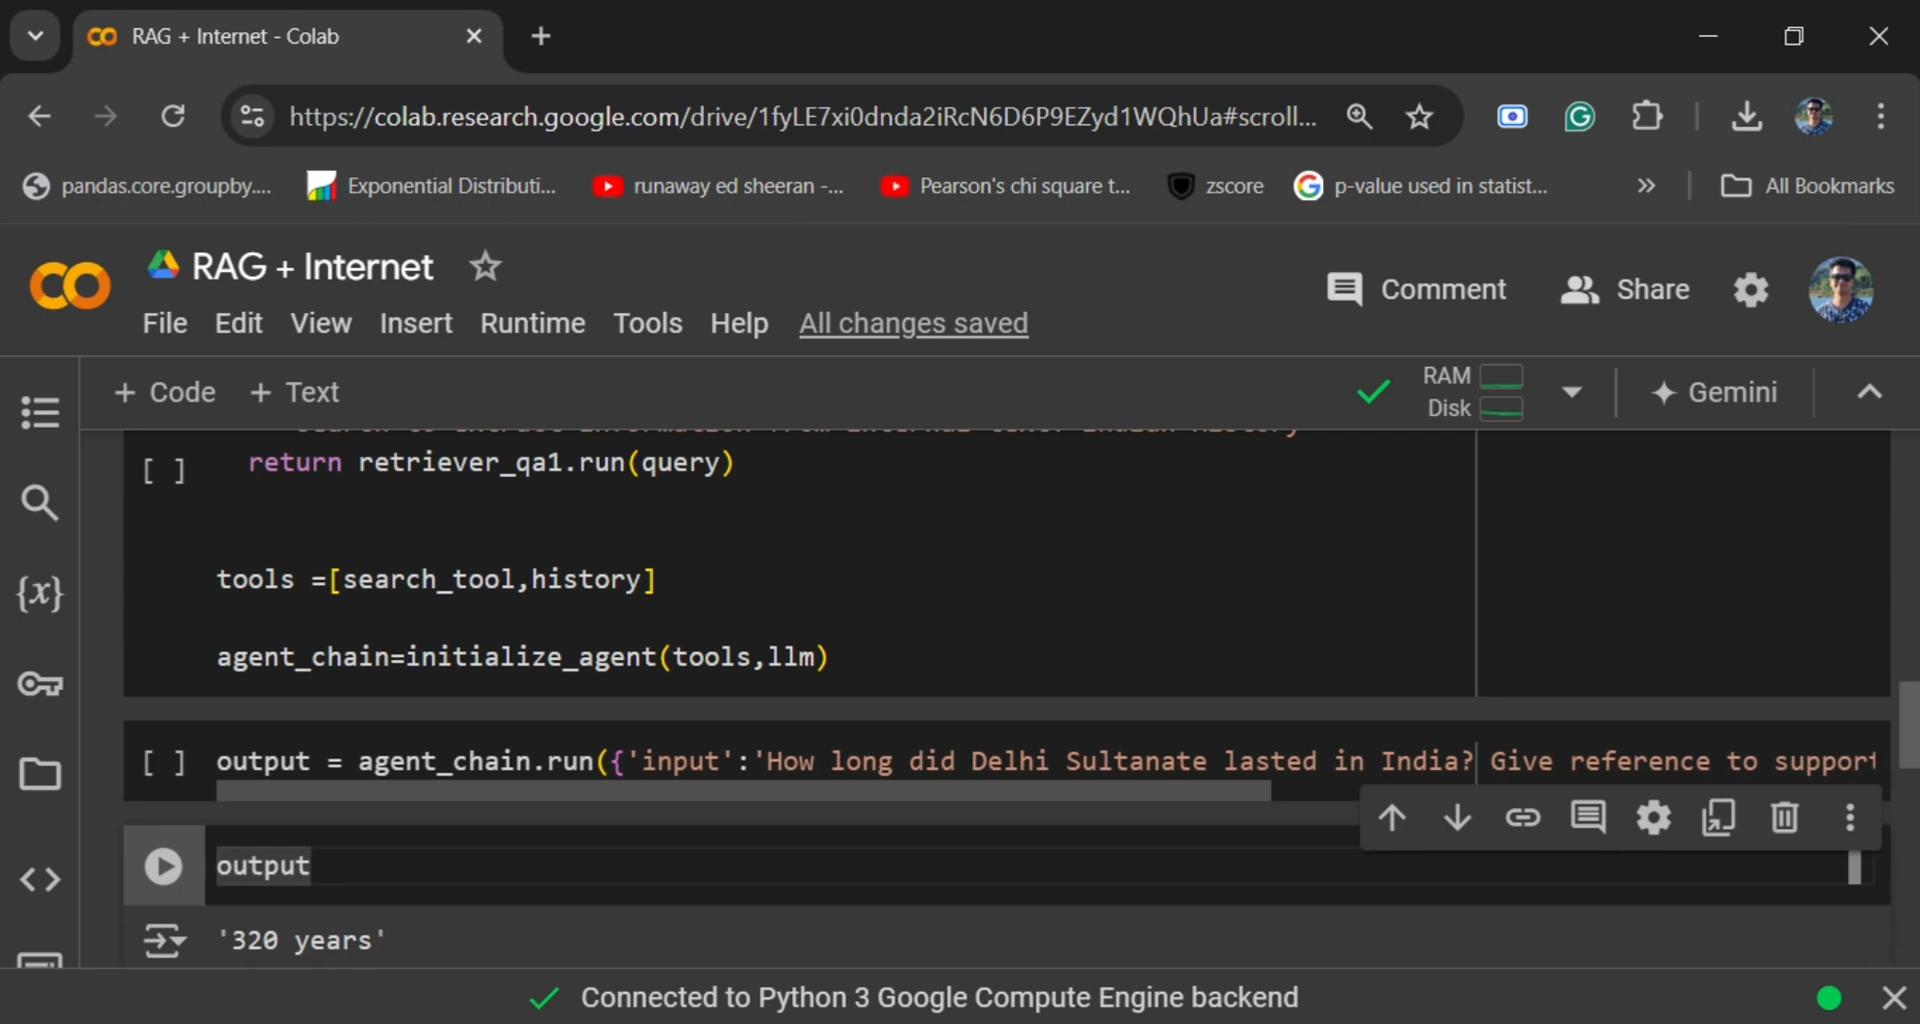 RAG + Internet - Colab
https://colab.research.google.com/drive/1fyLE7xi0dnda2iRcN6D6P9EZyd1WQhUa#scroll...
pandas.core.groupby.... Exponential Distributi... runaway ed sheeran -... Pearson's chi square t... zscore p-value used in statist... All Bookmarks
RAG + Internet
Comment Share
File Edit View Insert Runtime Tools Help All changes saved
+ Code + Text
RAM
Disk
Gemini
[ ] return retriever_qa1.run(query)
tools =[search_tool,history]
agent_chain=initialize_agent(tools,llm)
[ ] output = agent_chain.run({'input':'How long did Delhi Sultanate lasted in India? Give reference to support
output
'320 years'
Connected to Python 3 Google Compute Engine backend